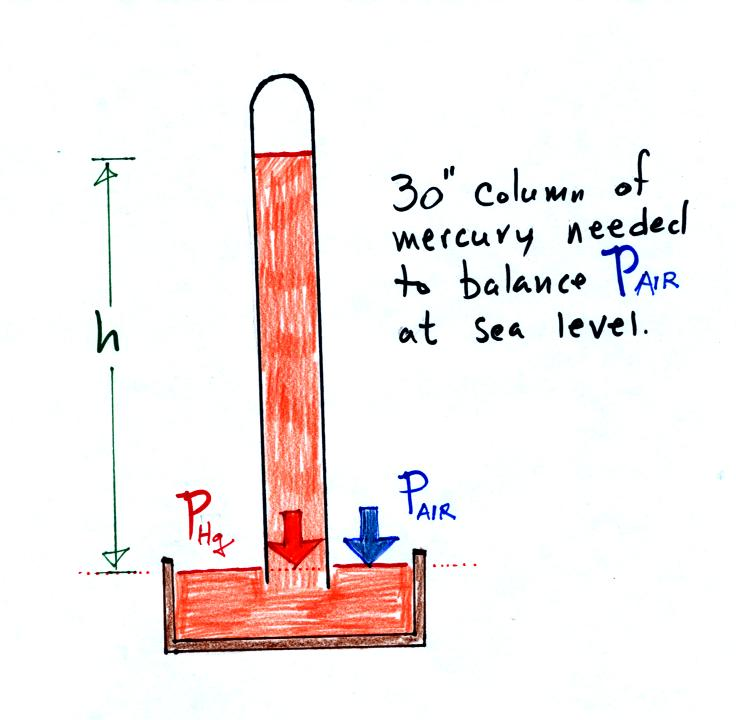 30" column of
mercury needed
to balance PAIR
at sea level.
h
PHg
PAIR